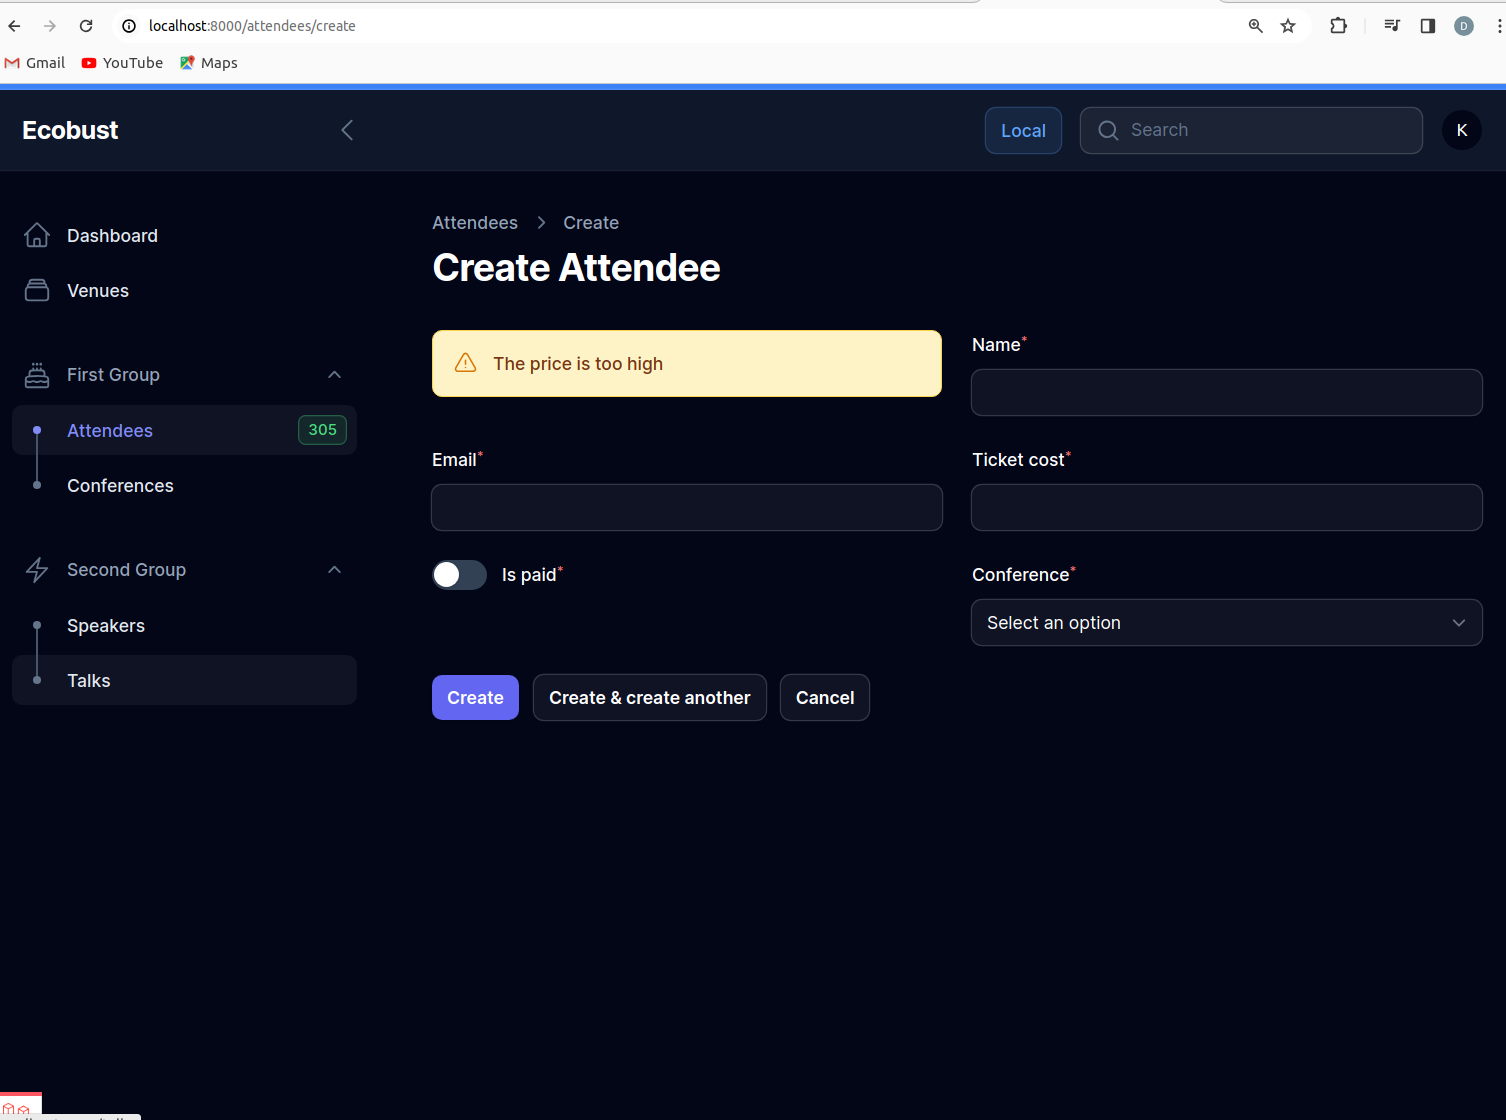 localhost:8000/attendees/create
D
Gmail YouTube Maps
Ecobust
Local
Search
K
Dashboard
Venues
First Group
Attendees 305
Conferences
Second Group
Speakers
Talks
Attendees Create
Create Attendee
The price is too high
Name*
Email*
Ticket cost*
Is paid*
Conference*
Select an option
Create
Create & create another
Cancel